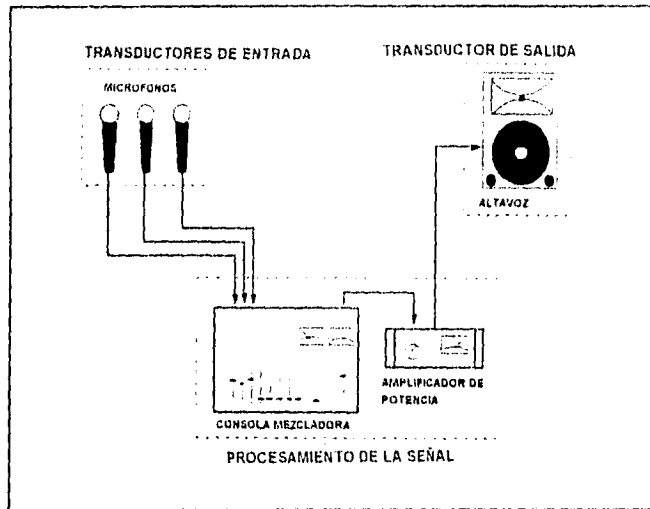 TRANSDUCTORES DE ENTRADA
TRANSDUCTOR DE SALIDA
MICROFONOS
ALTAVOZ
AMPLIFICADOR DE
POTENCIA
CONSOLA MEZCLADORA
PROCESAMIENTO DE LA SEÑAL